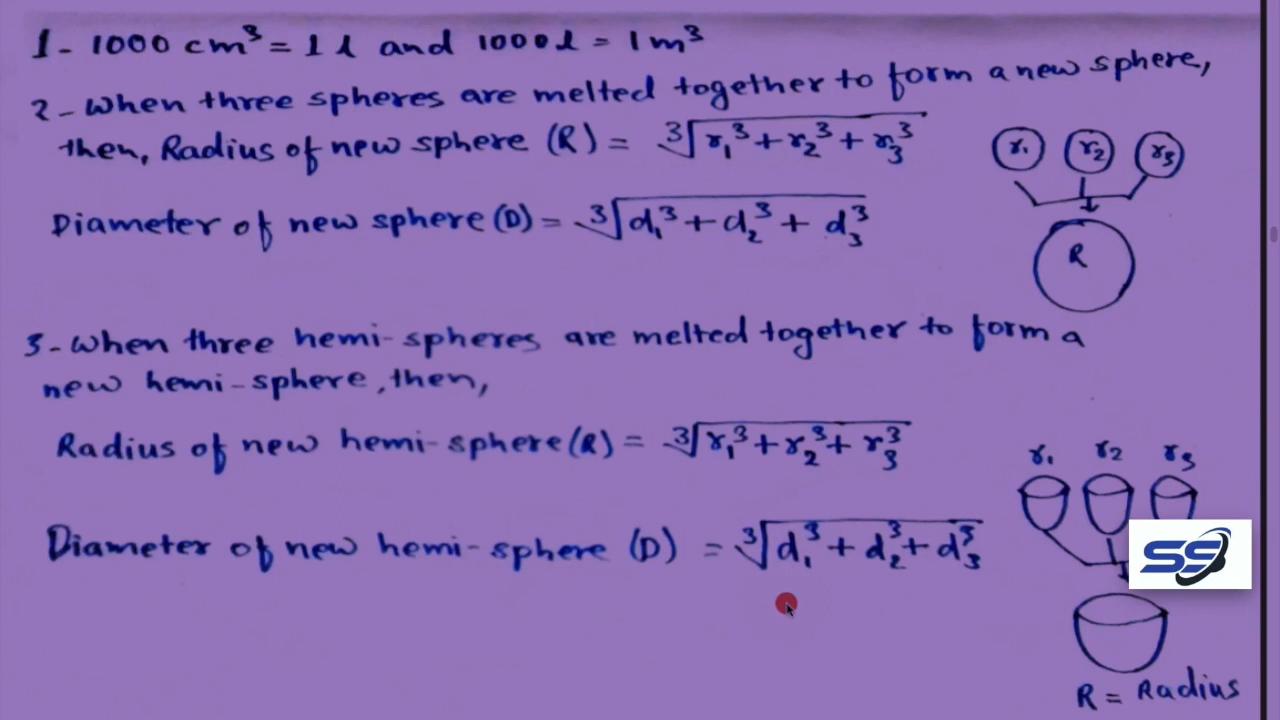 1- 1000 cm³ = 1 l and 1000 l = 1 m³
2- When three spheres are melted together to form a new sphere,
then, Radius of new sphere (R) = ∛(r₁³ + r₂³ + r₃³)
r₁ r₂ r₃
Diameter of new sphere (D) = ∛(d₁³ + d₂³ + d₃³)
R
3- When three hemi-spheres are melted together to form a
new hemi-sphere, then,
Radius of new hemi-sphere (R) = ∛(r₁³ + r₂³ + r₃³)
r₁ r₂ r₃
Diameter of new hemi-sphere (D) = ∛(d₁³ + d₂³ + d₃³)
SS
R = Radius